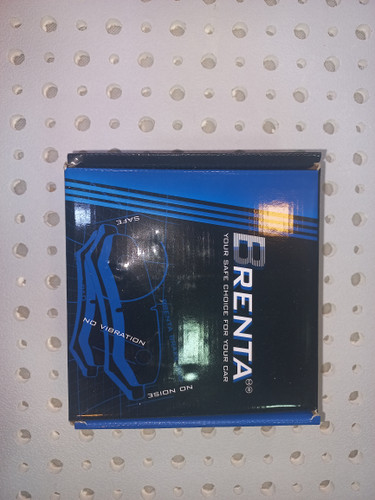 BRENTA®
YOUR SAFE CHOICE FOR YOUR CAR
SAFE
NO VIBRATION
NO NOISE